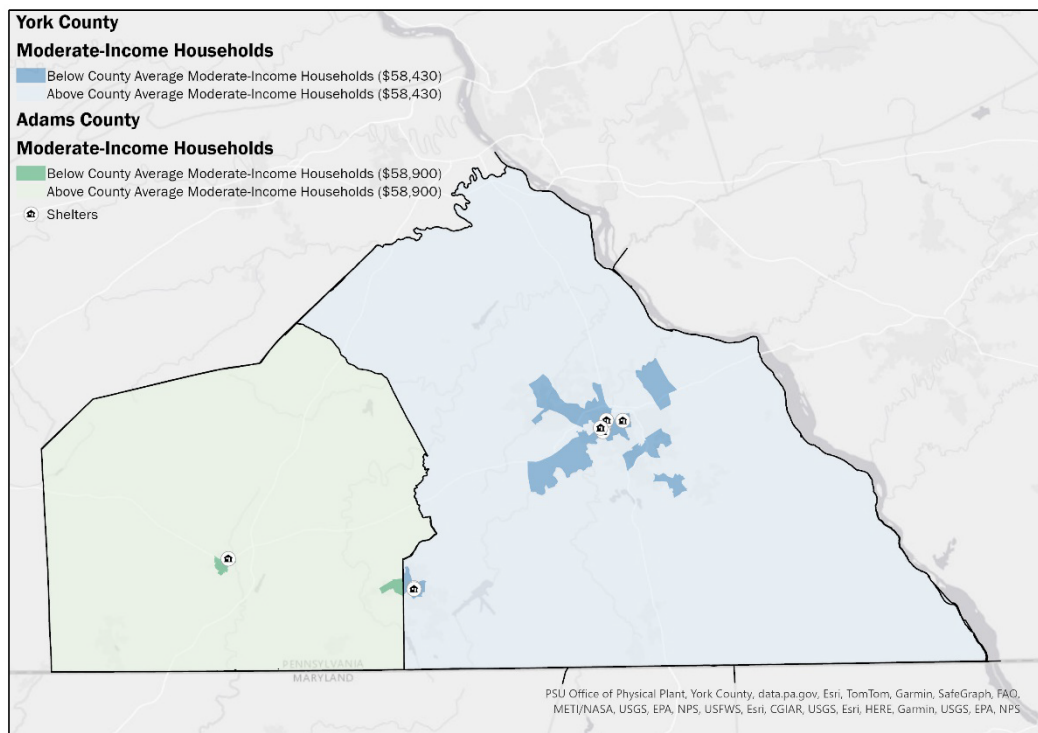 York County
Moderate-Income Households
Below County Average Moderate-Income Households ($58,430)
Above County Average Moderate-Income Households ($58,430)
Adams County
Moderate-Income Households
Below County Average Moderate-Income Households ($58,900)
Above County Average Moderate-Income Households ($58,900)
Shelters
PENNSYLVANIA
MARYLAND
PSU Office of Physical Plant, York County, data.pa.gov, Esri, TomTom, Garmin, SafeGraph, FAO,
METI/NASA, USGS, EPA, NPS, USFWS, Esri, CGIAR, USGS, Esri, HERE, Garmin, USGS, EPA, NPS